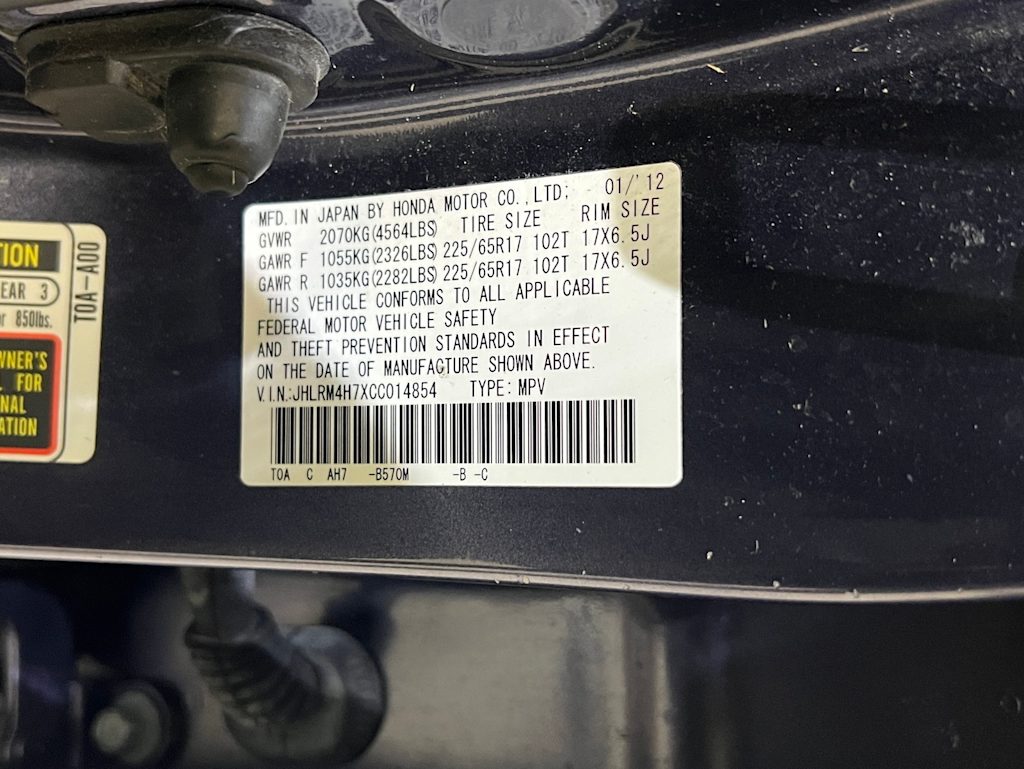 MFD. IN JAPAN BY HONDA MOTOR CO.,LTD; 01/'12
GVWR 2070KG(4564LBS) TIRE SIZE RIM SIZE
GAWR F 1055KG(2326LBS) 225/65R17 102T 17X6.5J
GAWR R 1035KG(2282LBS) 225/65R17 102T 17X6.5J
THIS VEHICLE CONFORMS TO ALL APPLICABLE
FEDERAL MOTOR VEHICLE SAFETY
AND THEFT PREVENTION STANDARDS IN EFFECT
ON THE DATE OF MANUFACTURE SHOWN ABOVE.
V.I.N.:JHLRM4H7XCC014854 TYPE: MPV
TOA C AH7 -B570M -B -C
TION
EAR 3
or 850lbs.
WNER'S
L FOR
NAL
ATION
TOA-A00